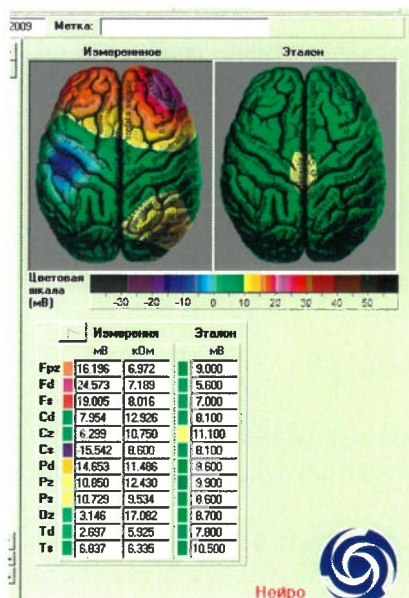 2009 Метка:
Измеренное Эталон
Цветовая шкала (мВ) -30 -20 -10 0 10 20 30 40 50
Измерения Эталон
мВ кОм мВ
Fpz 16.196 6.972 9.000
Fd 24.573 7.189 5.600
Fs 19.005 8.016 7.000
Cd 7.954 12.926 8.100
Cz 6.299 10.750 11.100
Cs -15.542 8.600 8.100
Pd 14.653 11.486 8.600
Pz 10.850 12.430 9.900
Ps 10.729 9.534 8.600
Oz 3.146 17.082 8.700
Td 2.697 5.925 7.800
Ts 6.837 6.335 10.500
Нейро